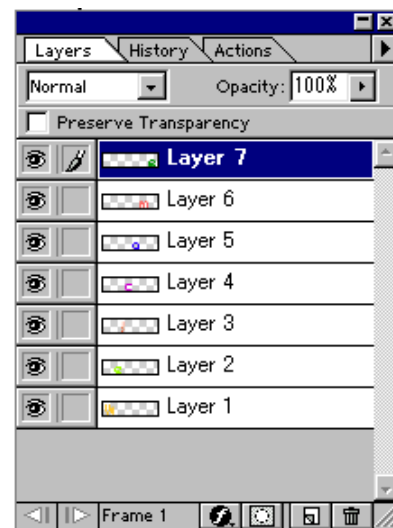 Layers History Actions
Normal Opacity: 100%
Preserve Transparency
Layer 7
Layer 6
Layer 5
Layer 4
Layer 3
Layer 2
Layer 1
Frame 1